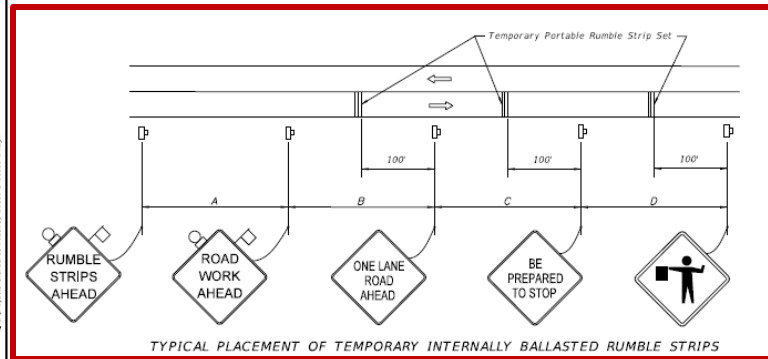 Temporary Portable Rumble Strip Set
100'
100'
100'
A
B
C
D
RUMBLE
STRIPS
AHEAD
ROAD
WORK
AHEAD
ONE LANE
ROAD
AHEAD
BE
PREPARED
TO STOP
TYPICAL PLACEMENT OF TEMPORARY INTERNALLY BALLASTED RUMBLE STRIPS